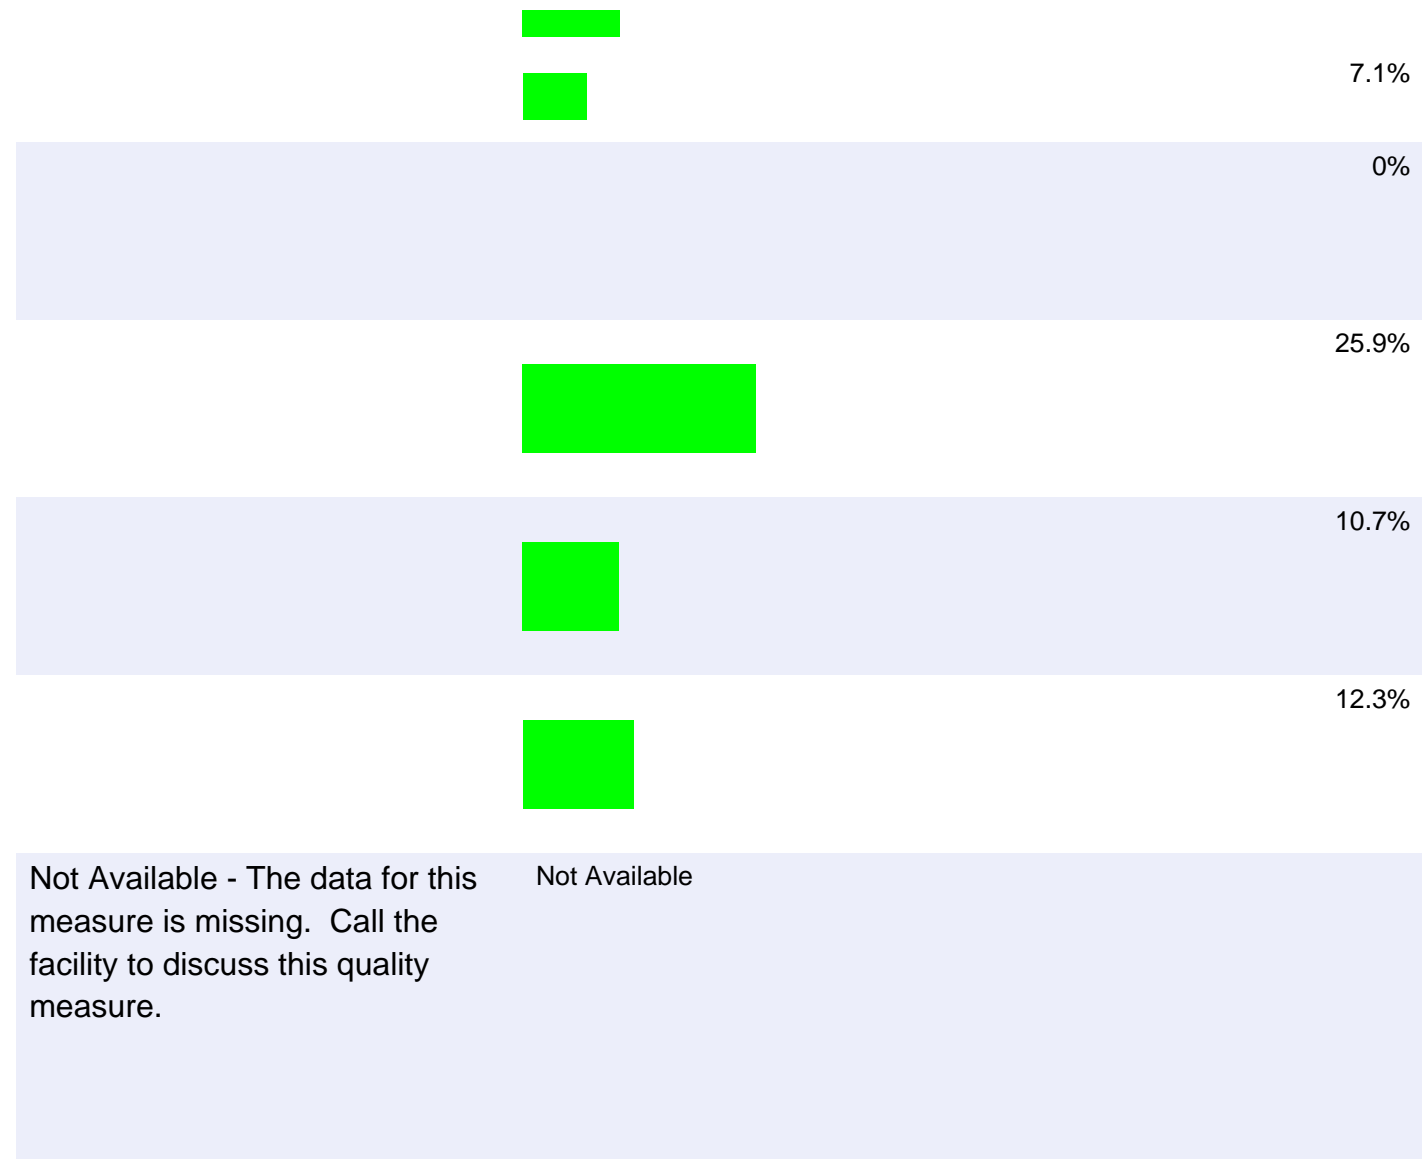 7.1%
0%
25.9%
10.7%
12.3%
Not Available - The data for this
measure is missing.  Call the
facility to discuss this quality
measure.
Not Available